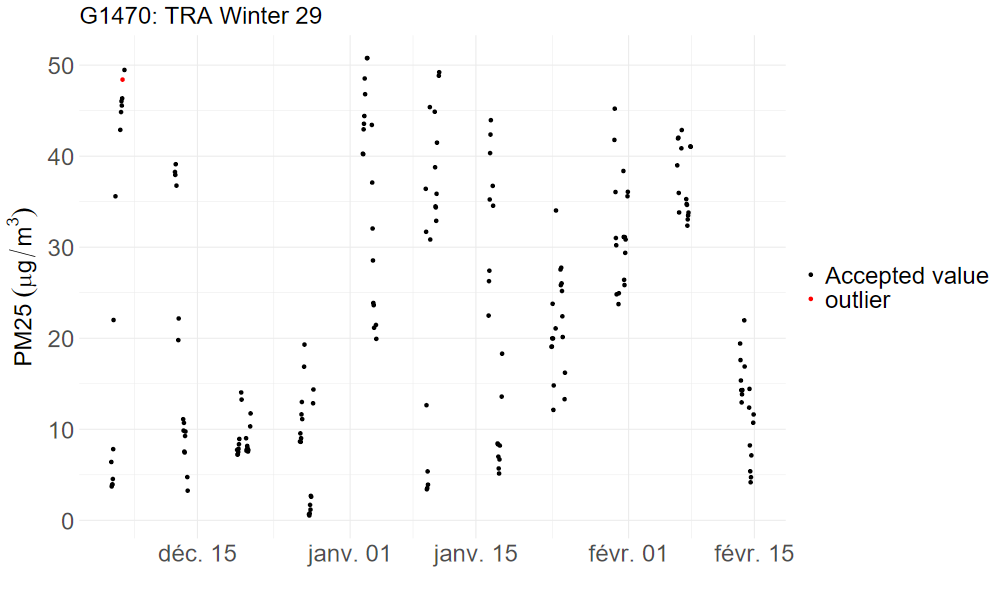 G1470: TRA Winter 29
PM25 (μg/m³)
50
40
30
20
10
0
déc. 15
janv. 01
janv. 15
févr. 01
févr. 15
Accepted value
outlier